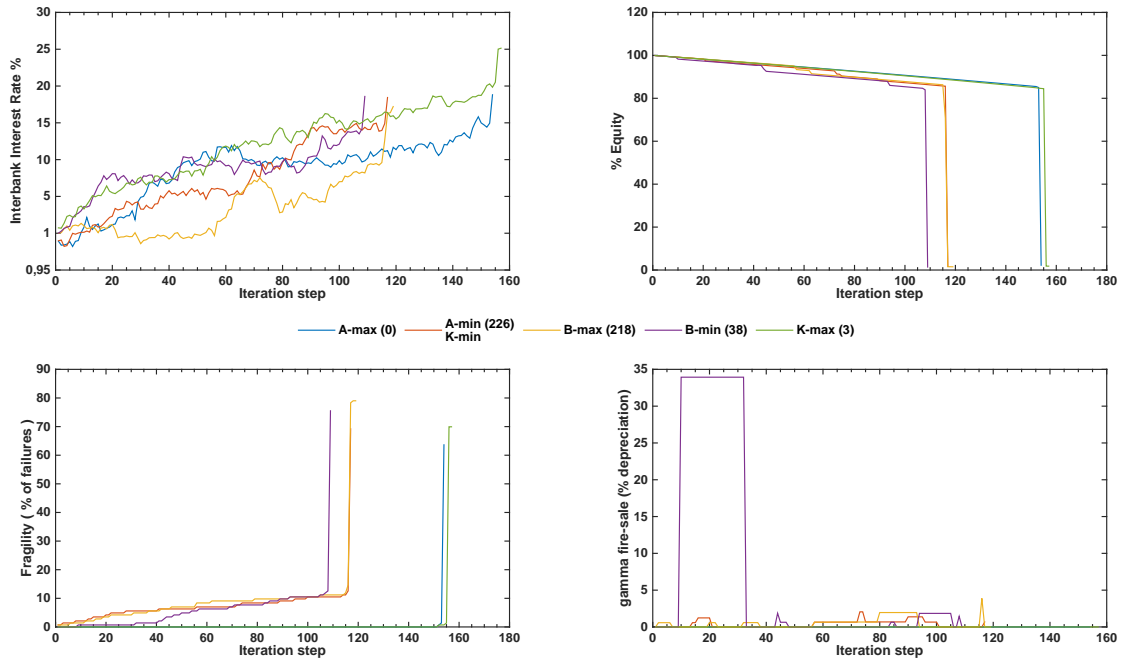 30
25
20
15
10
5
1
0,95
0 20 40 60 80 100 120 140 160 180
Interbank Interest Rate %
Iteration step
120
100
80
60
40
20
0
0 20 40 60 80 100 120 140 160 180
% Equity
Iteration step
A-max (0) A-min (226) B-max (218) B-min (38) K-max (3)
K-min
90
80
70
60
50
40
30
20
10
0
0 20 40 60 80 100 120 140 160 180
Fragility ( % of failures )
Iteration step
35
30
25
20
15
10
5
0
0 20 40 60 80 100 120 140 160
gamma fire-sale (% depreciation)
Iteration step